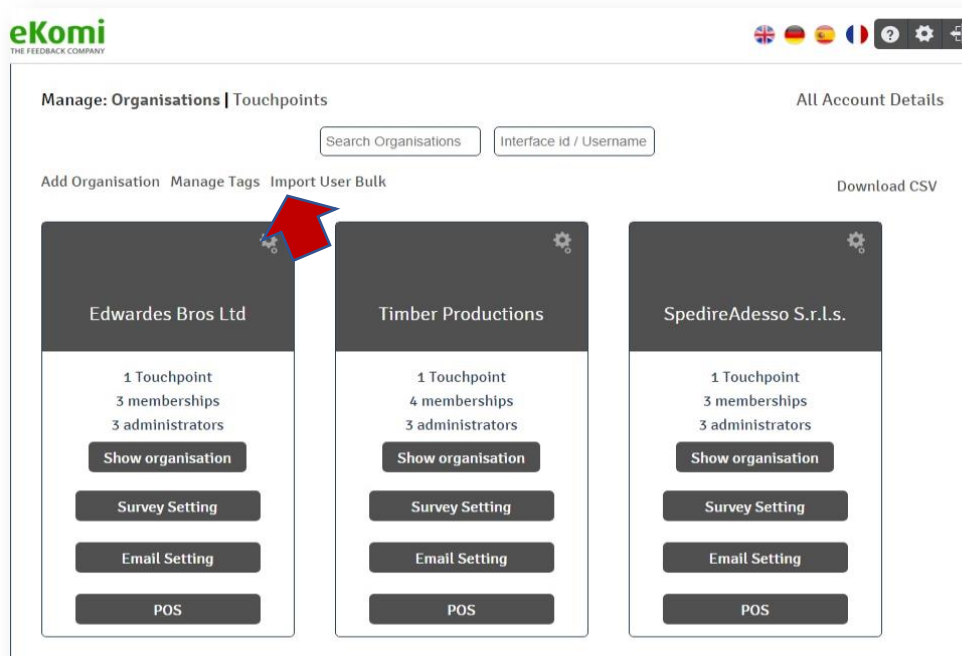 eKomi
THE FEEDBACK COMPANY
Manage: Organisations | Touchpoints
All Account Details
Search Organisations
Interface id / Username
Add Organisation Manage Tags Import User Bulk
Download CSV
Edwardes Bros Ltd
1 Touchpoint
3 memberships
3 administrators
Show organisation
Survey Setting
Email Setting
POS
Timber Productions
1 Touchpoint
4 memberships
3 administrators
Show organisation
Survey Setting
Email Setting
POS
SpedireAdesso S.r.l.s.
1 Touchpoint
3 memberships
3 administrators
Show organisation
Survey Setting
Email Setting
POS